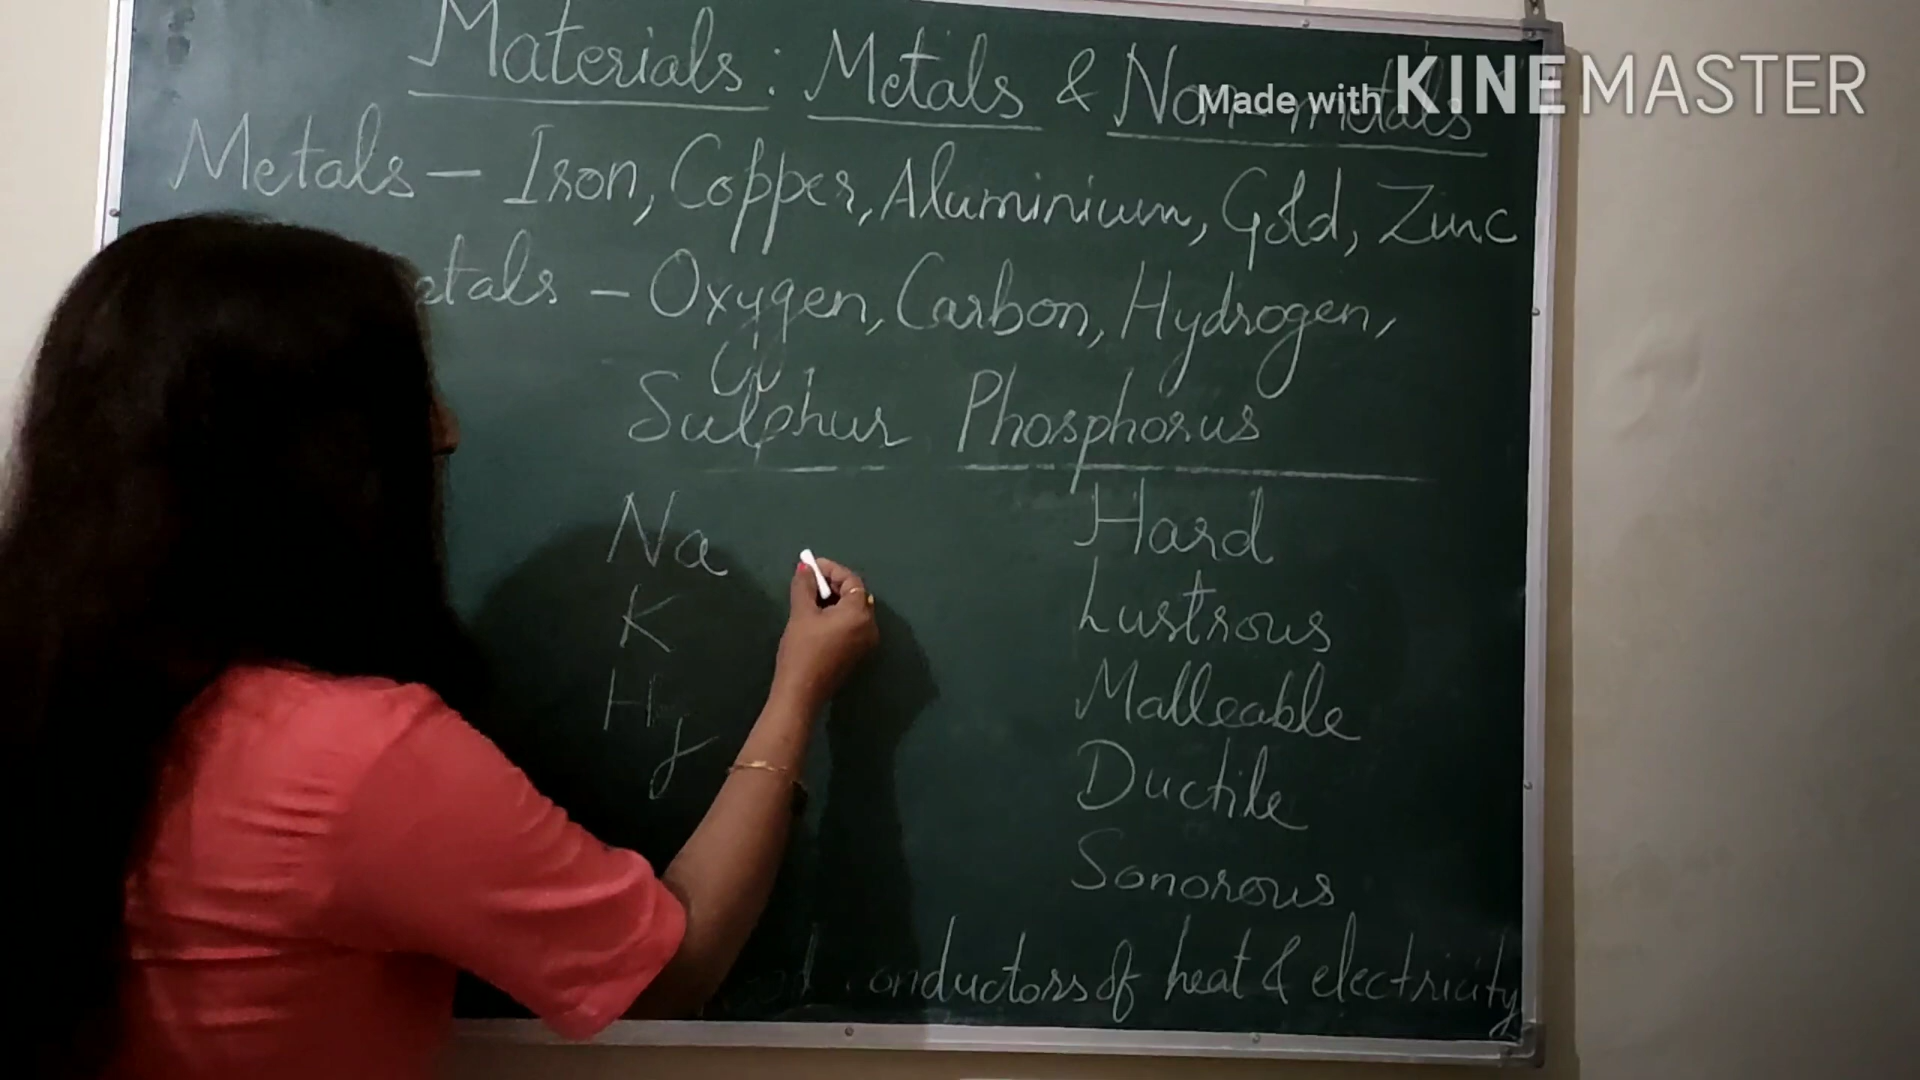 Materials: Metals & Non-metals
Made with KINEMASTER
Metals – Iron, Copper, Aluminium, Gold, Zinc
etals – Oxygen, Carbon, Hydrogen,
Sulphur Phosphorus
Na
K
Hg
Hard
Lustrous
Malleable
Ductile
Sonorous
conductors of heat & electricity